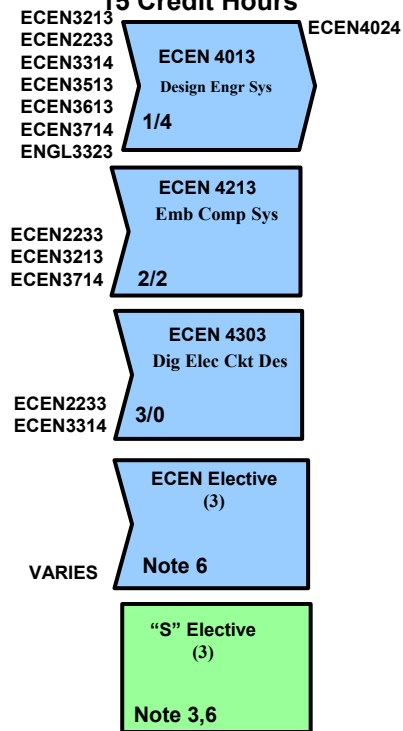 15 Credit Hours
ECEN3213
ECEN2233
ECEN3314
ECEN3513
ECEN3613
ECEN3714
ENGL3323
ECEN 4013
Design Engr Sys
1/4
ECEN4024
ECEN2233
ECEN3213
ECEN3714
ECEN 4213
Emb Comp Sys
2/2
ECEN2233
ECEN3314
ECEN 4303
Dig Elec Ckt Des
3/0
VARIES
ECEN Elective
(3)
Note 6
“S” Elective
(3)
Note 3,6